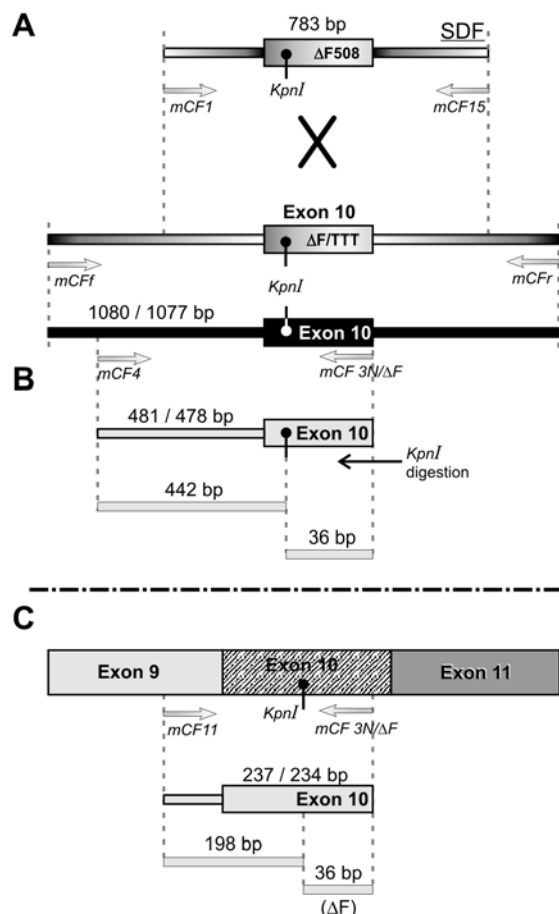 A
783 bp
SDF
ΔF508
KpnI
mCF1
mCF15
Exon 10
ΔF/TTT
mCFf
KpnI
mCFr
1080 / 1077 bp
Exon 10
mCF4
mCF 3N/ΔF
B
481 / 478 bp
Exon 10
KpnI
digestion
442 bp
36 bp
C
Exon 9
Exon 10
Exon 11
KpnI
mCF11
mCF 3N/ΔF
237 / 234 bp
Exon 10
198 bp
36 bp
(ΔF)